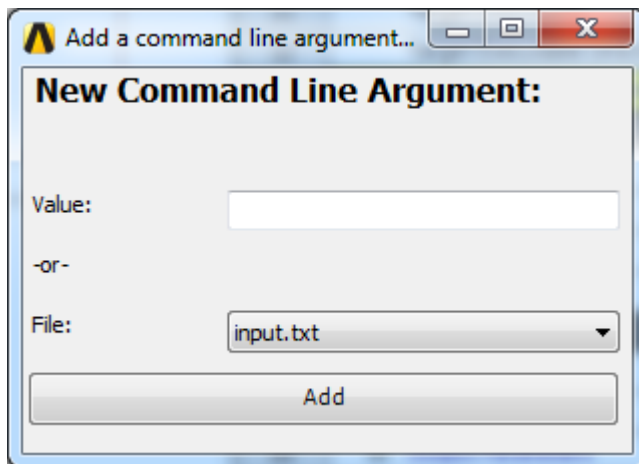 Add a command line argument...
New Command Line Argument:
Value:
-or-
File:
input.txt
Add